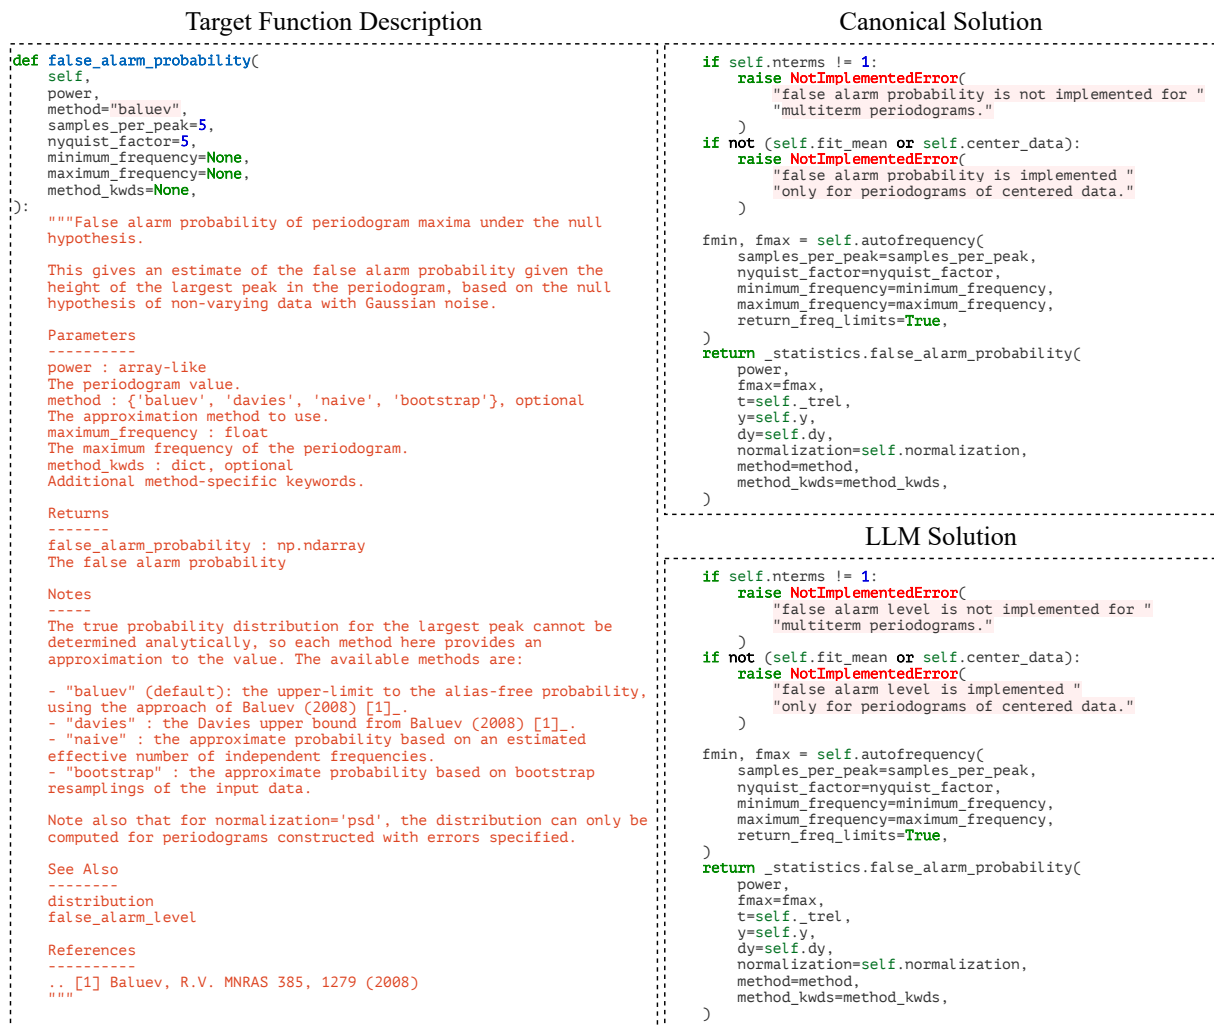 Target Function Description
def false_alarm_probability(
    self,
    power,
    method="baluev",
    samples_per_peak=5,
    nyquist_factor=5,
    minimum_frequency=None,
    maximum_frequency=None,
    method_kwds=None,
):
    """False alarm probability of periodogram maxima under the null
    hypothesis.

    This gives an estimate of the false alarm probability given the
    height of the largest peak in the periodogram, based on the null
    hypothesis of non-varying data with Gaussian noise.

    Parameters
    ----------
    power : array-like
    The periodogram value.
    method : {'baluev', 'davies', 'naive', 'bootstrap'}, optional
    The approximation method to use.
    maximum_frequency : float
    The maximum frequency of the periodogram.
    method_kwds : dict, optional
    Additional method-specific keywords.

    Returns
    -------
    false_alarm_probability : np.ndarray
    The false alarm probability

    Notes
    -----
    The true probability distribution for the largest peak cannot be
    determined analytically, so each method here provides an
    approximation to the value. The available methods are:

    - "baluev" (default): the upper-limit to the alias-free probability,
    using the approach of Baluev (2008) [1]_.
    - "davies" : the Davies upper bound from Baluev (2008) [1]_.
    - "naive" : the approximate probability based on an estimated
    effective number of independent frequencies.
    - "bootstrap" : the approximate probability based on bootstrap
    resamplings of the input data.

    Note also that for normalization='psd', the distribution can only be
    computed for periodograms constructed with errors specified.

    See Also
    --------
    distribution
    false_alarm_level

    References
    ----------
    .. [1] Baluev, R.V. MNRAS 385, 1279 (2008)
    """
Canonical Solution
    if self.nterms != 1:
        raise NotImplementedError(
            "false alarm probability is not implemented for "
            "multiterm periodograms."
        )
    if not (self.fit_mean or self.center_data):
        raise NotImplementedError(
            "false alarm probability is implemented "
            "only for periodograms of centered data."
        )

    fmin, fmax = self.autofrequency(
        samples_per_peak=samples_per_peak,
        nyquist_factor=nyquist_factor,
        minimum_frequency=minimum_frequency,
        maximum_frequency=maximum_frequency,
        return_freq_limits=True,
    )
    return _statistics.false_alarm_probability(
        power,
        fmax=fmax,
        t=self._trel,
        y=self.y,
        dy=self.dy,
        normalization=self.normalization,
        method=method,
        method_kwds=method_kwds,
    )
LLM Solution
    if self.nterms != 1:
        raise NotImplementedError(
            "false alarm level is not implemented for "
            "multiterm periodograms."
        )
    if not (self.fit_mean or self.center_data):
        raise NotImplementedError(
            "false alarm level is implemented "
            "only for periodograms of centered data."
        )

    fmin, fmax = self.autofrequency(
        samples_per_peak=samples_per_peak,
        nyquist_factor=nyquist_factor,
        minimum_frequency=minimum_frequency,
        maximum_frequency=maximum_frequency,
        return_freq_limits=True,
    )
    return _statistics.false_alarm_probability(
        power,
        fmax=fmax,
        t=self._trel,
        y=self.y,
        dy=self.dy,
        normalization=self.normalization,
        method=method,
        method_kwds=method_kwds,
    )